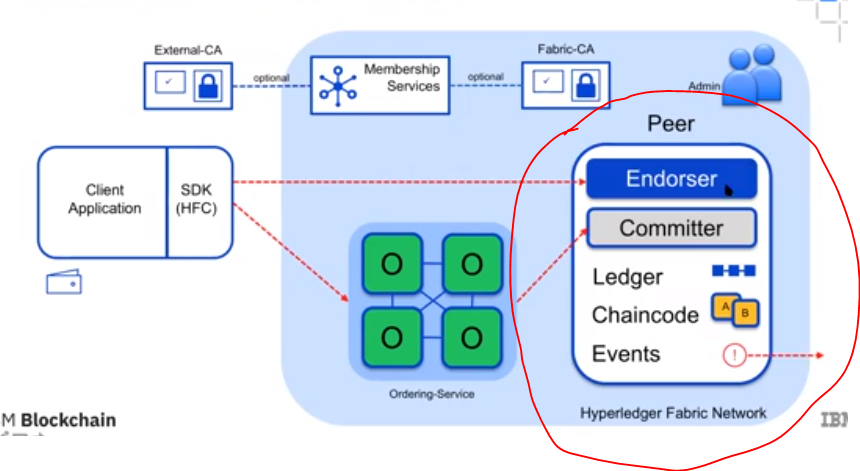 External-CA
optional
Membership
Services
optional
Fabric-CA
Admin
Peer
Client
Application
SDK
(HFC)
Endorser
Committer
Ledger
Chaincode
A
B
Events
!
O
O
O
O
Ordering-Service
Hyperledger Fabric Network
M Blockchain
IBM